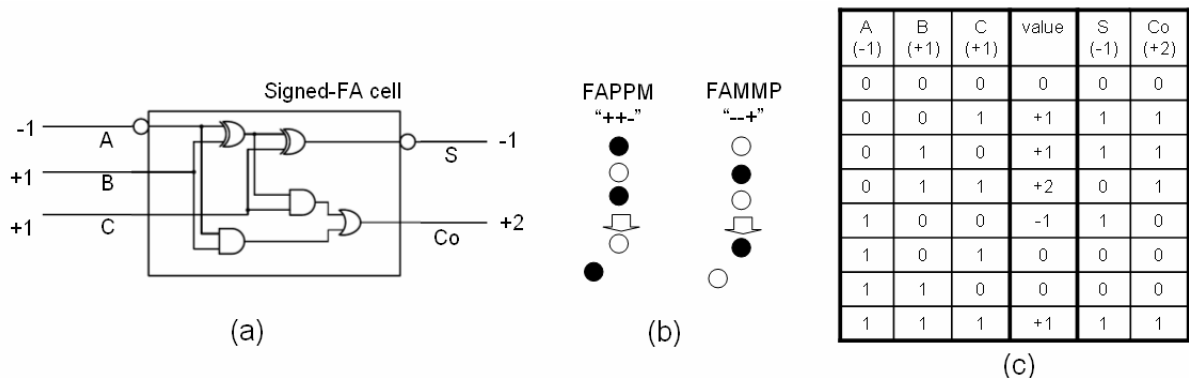 Signed-FA cell
-1
A
+1
B
+1
C
S
-1
Co
+2
(a)
FAPPM
"++-"
FAMMP
"--+"
(b)
A B C value S Co
(-1) (+1) (+1) (-1) (+2)
0 0 0 0 0 0
0 0 1 +1 1 1
0 1 0 +1 1 1
0 1 1 +2 0 1
1 0 0 -1 1 0
1 0 1 0 0 0
1 1 0 0 0 0
1 1 1 +1 1 1
(c)